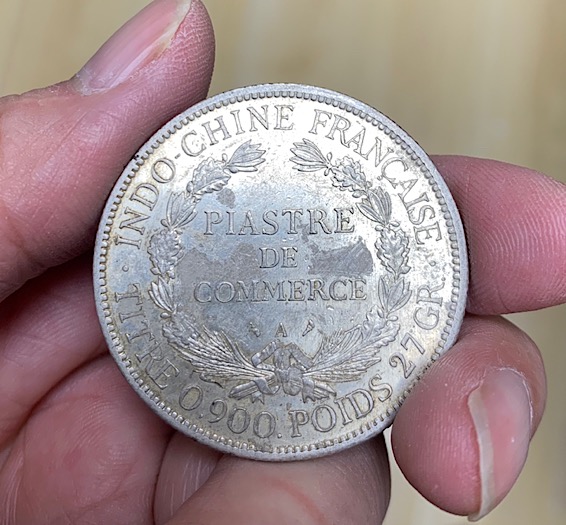 INDO-CHINE FRANÇAISE
PIASTRE
DE
COMMERCE
A
TITRE 0.900. POIDS 27 GR.